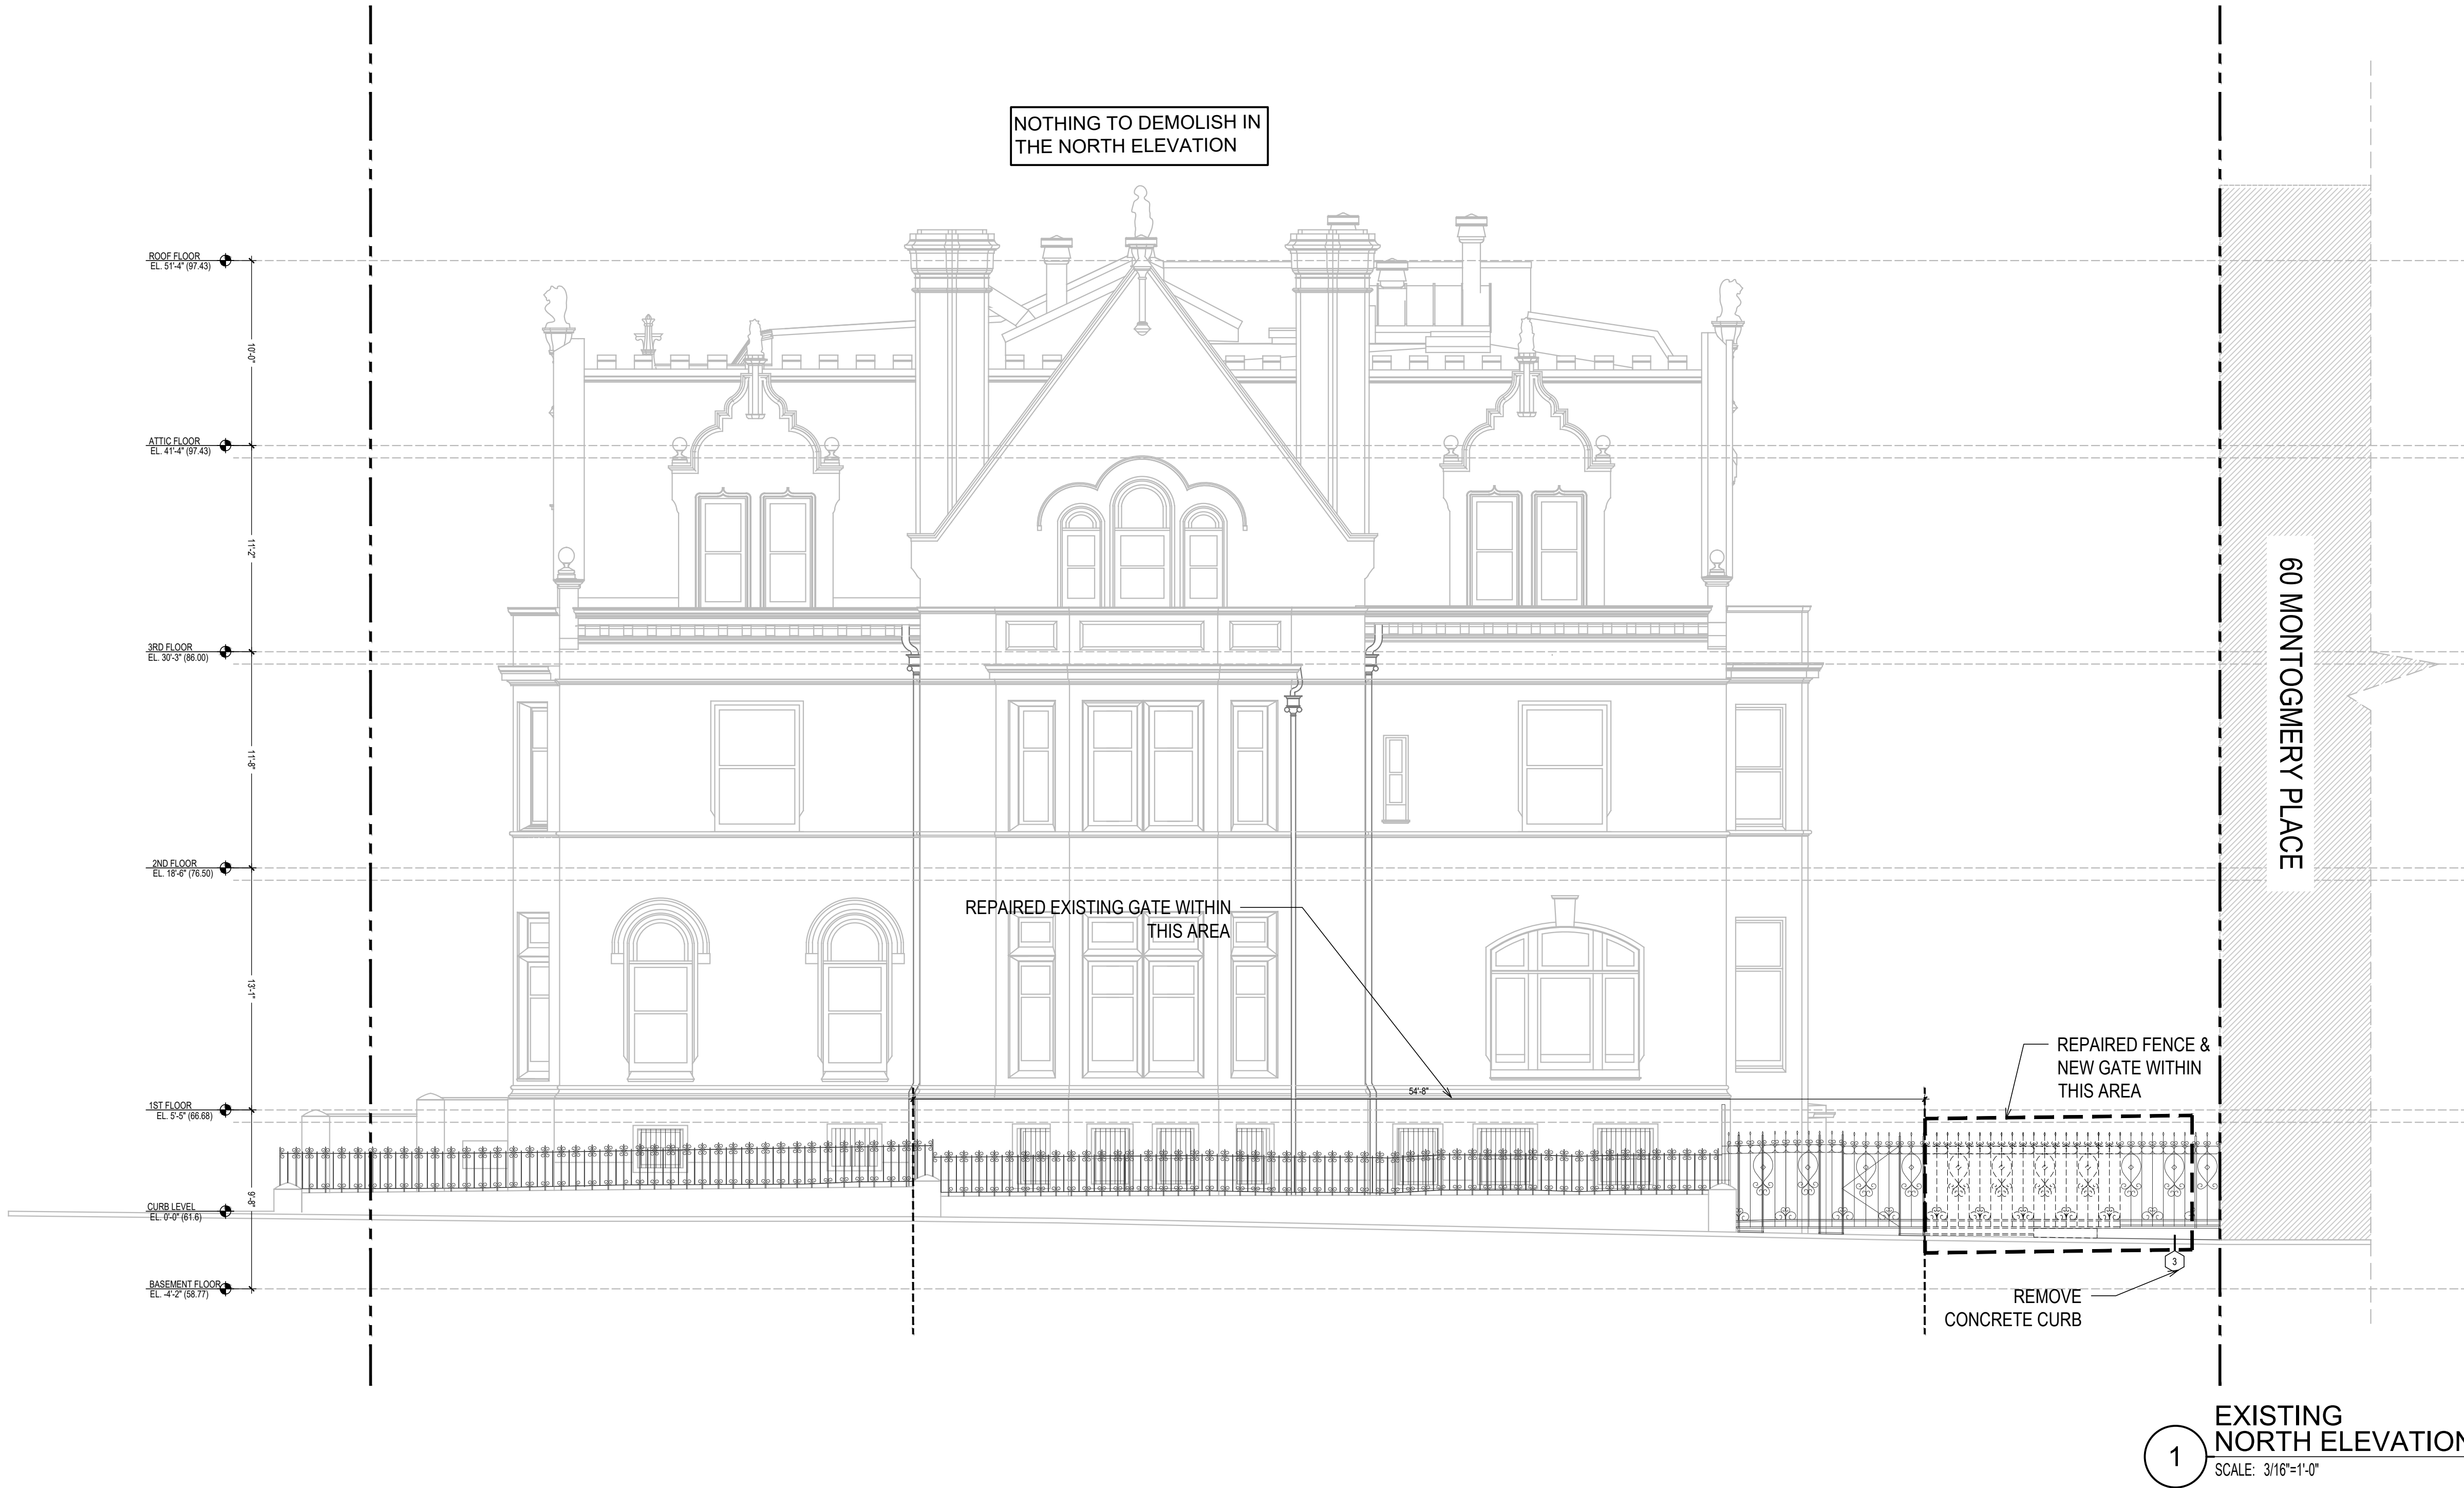 NOTHING TO DEMOLISH IN
THE NORTH ELEVATION
ROOF FLOOR
EL. 51'-4" (97.43)
10'-0"
ATTIC FLOOR
EL. 41'-4" (97.43)
11'-2"
3RD FLOOR
EL. 30'-3" (86.00)
11'-8"
2ND FLOOR
EL. 18'-6" (76.50)
13'-1"
1ST FLOOR
EL. 5'-5" (66.68)
9'-8"
CURB LEVEL
EL. 0'-0" (61.6)
BASEMENT FLOOR
EL. -4'-2" (58.77)
REPAIRED EXISTING GATE WITHIN
THIS AREA
54'-8"
60 MONTOGMERY PLACE
REPAIRED FENCE &
NEW GATE WITHIN
THIS AREA
3
REMOVE
CONCRETE CURB
1
EXISTING
NORTH ELEVATION
SCALE: 3/16"=1'-0"